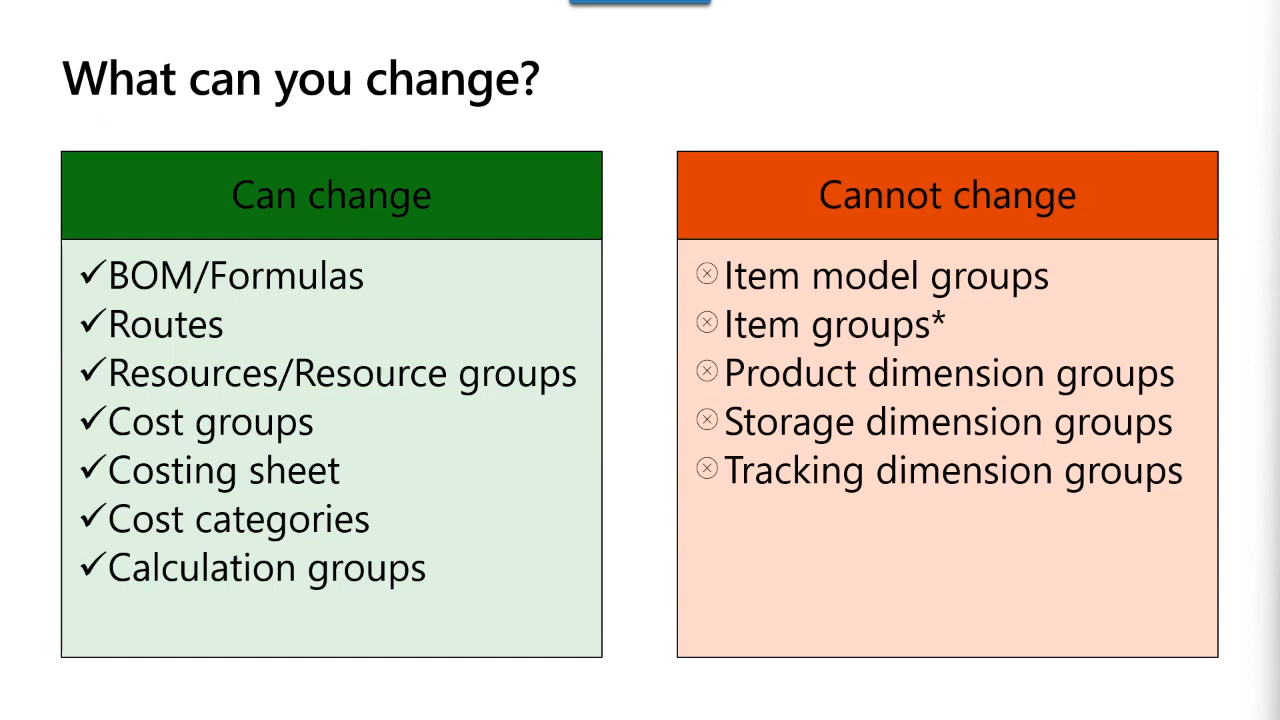 What can you change?
Can change
✓BOM/Formulas
✓Routes
✓Resources/Resource groups
✓Cost groups
✓Costing sheet
✓Cost categories
✓Calculation groups
Cannot change
⊗Item model groups
⊗Item groups*
⊗Product dimension groups
⊗Storage dimension groups
⊗Tracking dimension groups